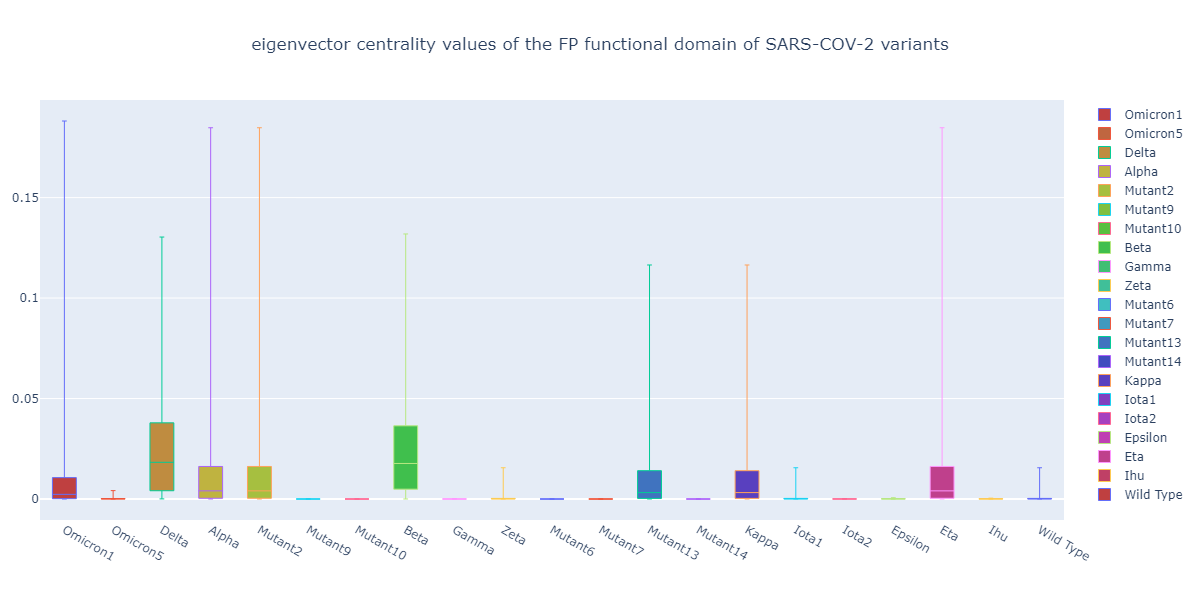 eigenvector centrality values of the FP functional domain of SARS-COV-2 variants
0.15
0.1
0.05
0
Omicron1
Omicron5
Delta
Alpha
Mutant2
Mutant9
Mutant10
Beta
Gamma
Zeta
Mutant6
Mutant7
Mutant13
Mutant14
Kappa
Iota1
Iota2
Epsilon
Eta
Ihu
Wild Type
Omicron1
Omicron5
Delta
Alpha
Mutant2
Mutant9
Mutant10
Beta
Gamma
Zeta
Mutant6
Mutant7
Mutant13
Mutant14
Kappa
Iota1
Iota2
Epsilon
Eta
Ihu
Wild Type